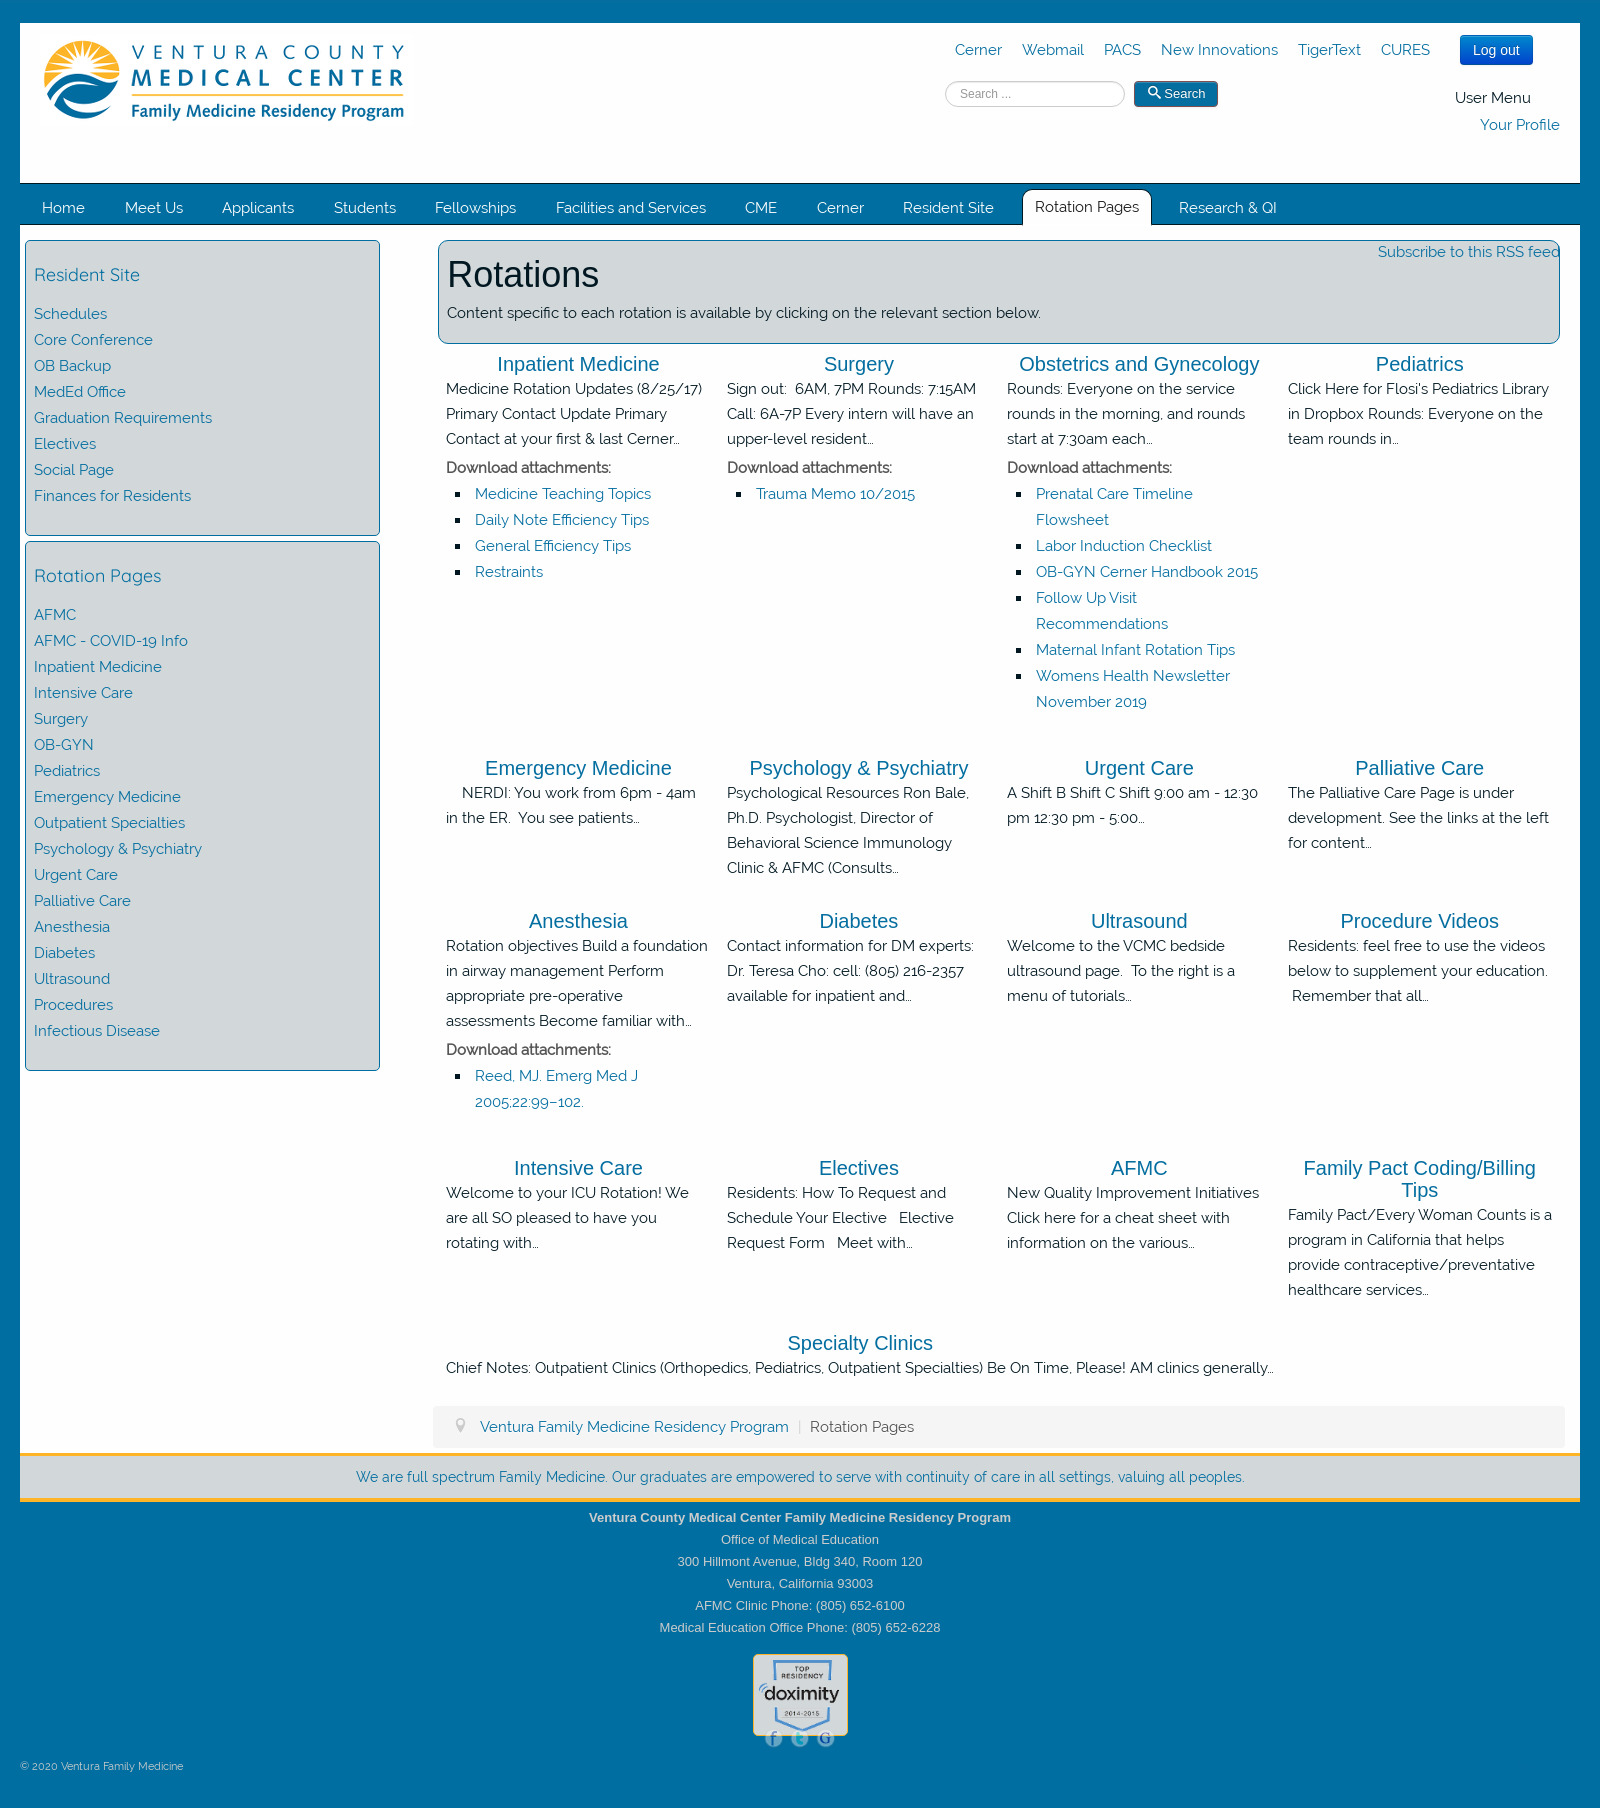 VENTURA COUNTY
MEDICAL CENTER
Family Medicine Residency Program
Cerner Webmail PACS New Innovations TigerText CURES
Log out
Search ...
Search
User Menu
Your Profile
Home Meet Us Applicants Students Fellowships Facilities and Services CME Cerner Resident Site Rotation Pages Research & QI
Resident Site
Schedules
Core Conference
OB Backup
MedEd Office
Graduation Requirements
Electives
Social Page
Finances for Residents
Rotation Pages
AFMC
AFMC - COVID-19 Info
Inpatient Medicine
Intensive Care
Surgery
OB-GYN
Pediatrics
Emergency Medicine
Outpatient Specialties
Psychology & Psychiatry
Urgent Care
Palliative Care
Anesthesia
Diabetes
Ultrasound
Procedures
Infectious Disease
Subscribe to this RSS feed
Rotations
Content specific to each rotation is available by clicking on the relevant section below.
Inpatient Medicine
Medicine Rotation Updates (8/25/17)
Primary Contact Update Primary
Contact at your first & last Cerner...
Download attachments:
Medicine Teaching Topics
Daily Note Efficiency Tips
General Efficiency Tips
Restraints
Surgery
Sign out: 6AM, 7PM Rounds: 7:15AM
Call: 6A-7P Every intern will have an
upper-level resident...
Download attachments:
Trauma Memo 10/2015
Obstetrics and Gynecology
Rounds: Everyone on the service
rounds in the morning, and rounds
start at 7:30am each...
Download attachments:
Prenatal Care Timeline
Flowsheet
Labor Induction Checklist
OB-GYN Cerner Handbook 2015
Follow Up Visit
Recommendations
Maternal Infant Rotation Tips
Womens Health Newsletter
November 2019
Pediatrics
Click Here for Flosi's Pediatrics Library
in Dropbox Rounds: Everyone on the
team rounds in...
Emergency Medicine
NERDI: You work from 6pm - 4am
in the ER. You see patients...
Psychology & Psychiatry
Psychological Resources Ron Bale,
Ph.D. Psychologist, Director of
Behavioral Science Immunology
Clinic & AFMC (Consults...
Urgent Care
A Shift B Shift C Shift 9:00 am - 12:30
pm 12:30 pm - 5:00...
Palliative Care
The Palliative Care Page is under
development. See the links at the left
for content...
Anesthesia
Rotation objectives Build a foundation
in airway management Perform
appropriate pre-operative
assessments Become familiar with...
Download attachments:
Reed, MJ. Emerg Med J
2005;22:99–102.
Diabetes
Contact information for DM experts:
Dr. Teresa Cho: cell: (805) 216-2357
available for inpatient and...
Ultrasound
Welcome to the VCMC bedside
ultrasound page. To the right is a
menu of tutorials...
Procedure Videos
Residents: feel free to use the videos
below to supplement your education.
Remember that all...
Intensive Care
Welcome to your ICU Rotation! We
are all SO pleased to have you
rotating with...
Electives
Residents: How To Request and
Schedule Your Elective Elective
Request Form Meet with...
AFMC
New Quality Improvement Initiatives
Click here for a cheat sheet with
information on the various...
Family Pact Coding/Billing
Tips
Family Pact/Every Woman Counts is a
program in California that helps
provide contraceptive/preventative
healthcare services...
Specialty Clinics
Chief Notes: Outpatient Clinics (Orthopedics, Pediatrics, Outpatient Specialties) Be On Time, Please! AM clinics generally...
Ventura Family Medicine Residency Program | Rotation Pages
We are full spectrum Family Medicine. Our graduates are empowered to serve with continuity of care in all settings, valuing all peoples.
Ventura County Medical Center Family Medicine Residency Program
Office of Medical Education
300 Hillmont Avenue, Bldg 340, Room 120
Ventura, California 93003
AFMC Clinic Phone: (805) 652-6100
Medical Education Office Phone: (805) 652-6228
TOP
RESIDENCY
doximity
2014-2015
f t G
© 2020 Ventura Family Medicine